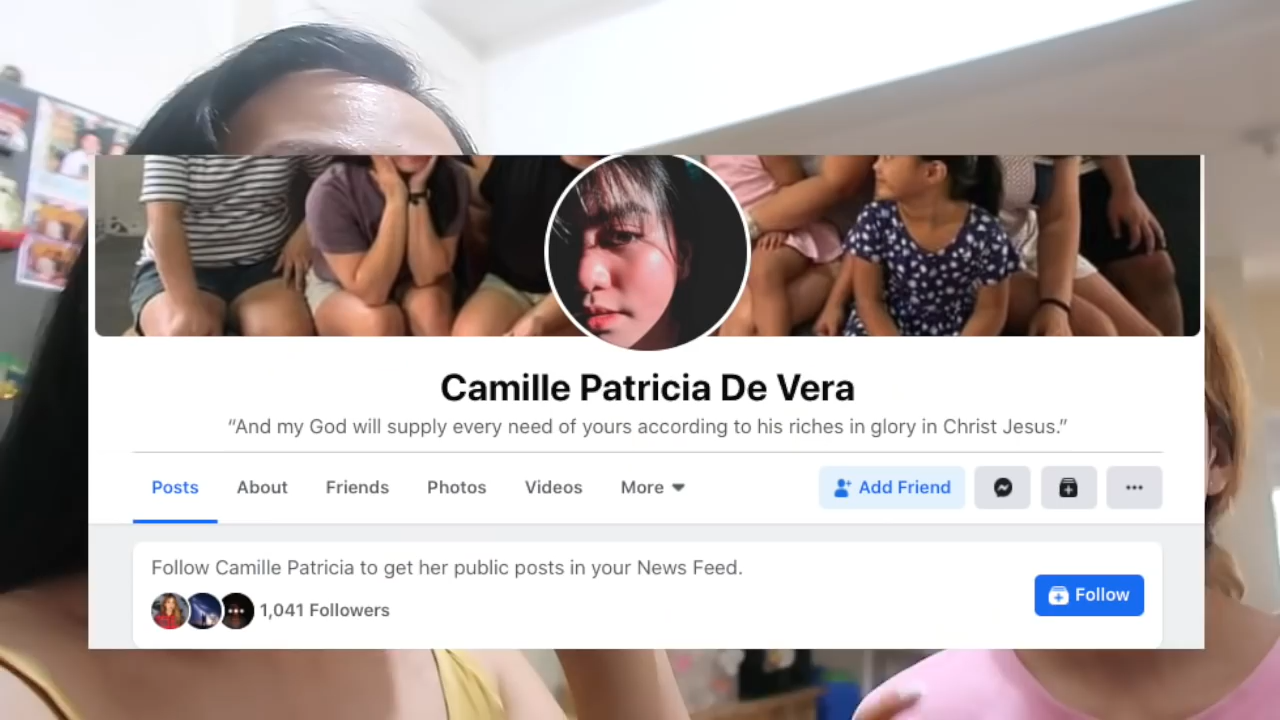 Camille Patricia De Vera
“And my God will supply every need of yours according to his riches in glory in Christ Jesus.”
Posts About Friends Photos Videos More Add Friend
Follow Camille Patricia to get her public posts in your News Feed.
1,041 Followers
Follow